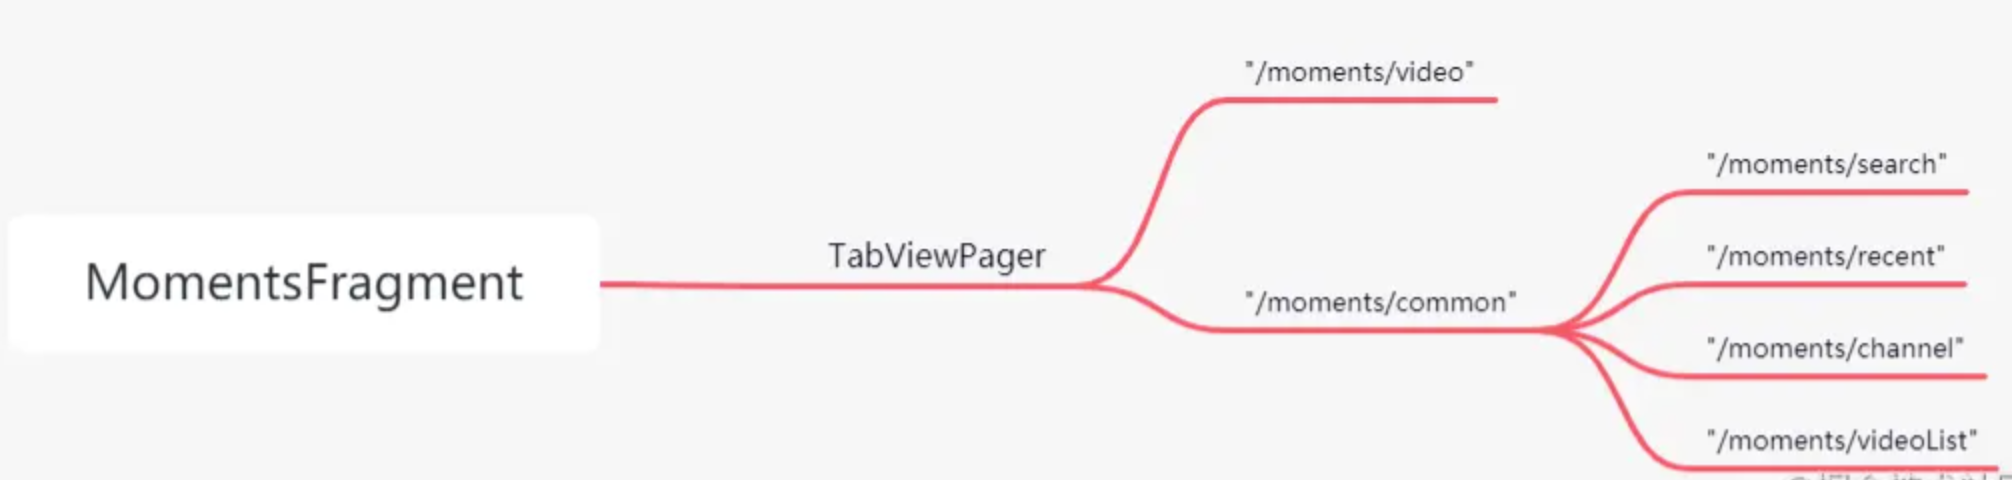 MomentsFragment
TabViewPager
"/moments/video"
"/moments/common"
"/moments/search"
"/moments/recent"
"/moments/channel"
"/moments/videoList"